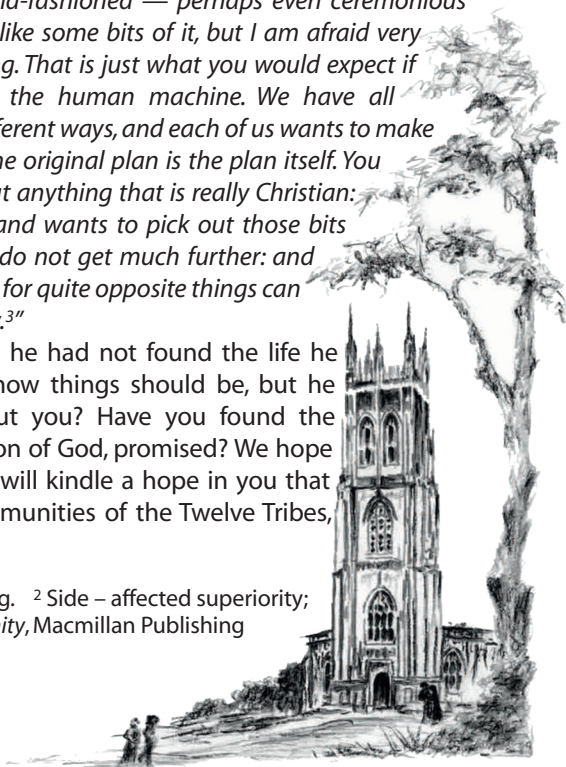 ld-fashioned — perhaps even ceremonious
like some bits of it, but I am afraid very
g. That is just what you would expect if
the human machine. We have all
ferent ways, and each of us wants to make
e original plan is the plan itself. You
t anything that is really Christian:
and wants to pick out those bits
do not get much further: and
for quite opposite things can
.³”
he had not found the life he
how things should be, but he
ut you? Have you found the
on of God, promised? We hope
will kindle a hope in you that
mmunities of the Twelve Tribes,
g. ² Side – affected superiority;
ity, Macmillan Publishing